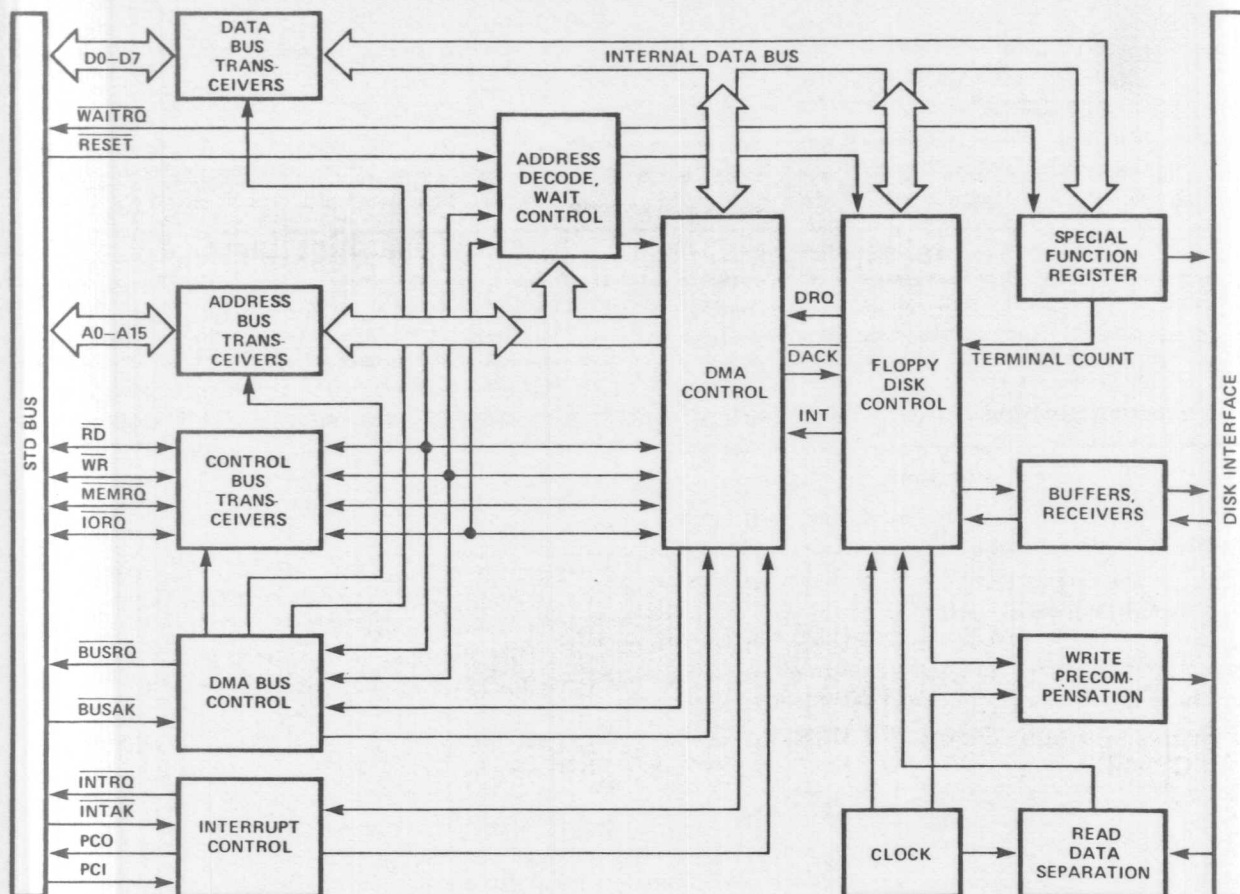 DATA
BUS
TRANS-
CEIVERS
D0–D7
INTERNAL DATA BUS
WAITRQ
RESET
ADDRESS
DECODE,
WAIT
CONTROL
SPECIAL
FUNCTION
REGISTER
ADDRESS
BUS
TRANS-
CEIVERS
A0–A15
DRQ
DACK
INT
DMA
CONTROL
FLOPPY
DISK
CONTROL
TERMINAL COUNT
STD BUS
DISK INTERFACE
RD
WR
MEMRQ
IORQ
CONTROL
BUS
TRANS-
CEIVERS
BUFFERS,
RECEIVERS
BUSRQ
BUSAK
DMA BUS
CONTROL
WRITE
PRECOM-
PENSATION
INTRQ
INTAK
PCO
PCI
INTERRUPT
CONTROL
CLOCK
READ
DATA
SEPARATION